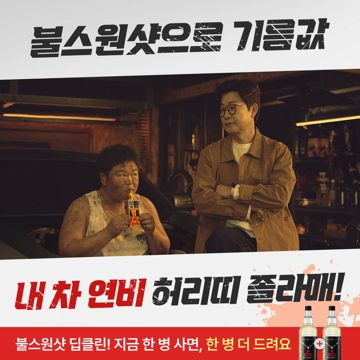 불스원샷으로 기름값
내 차 연비 허리띠 졸라매!
불스원샷 딥클린! 지금 한 병 사면, 한 병 더 드려요